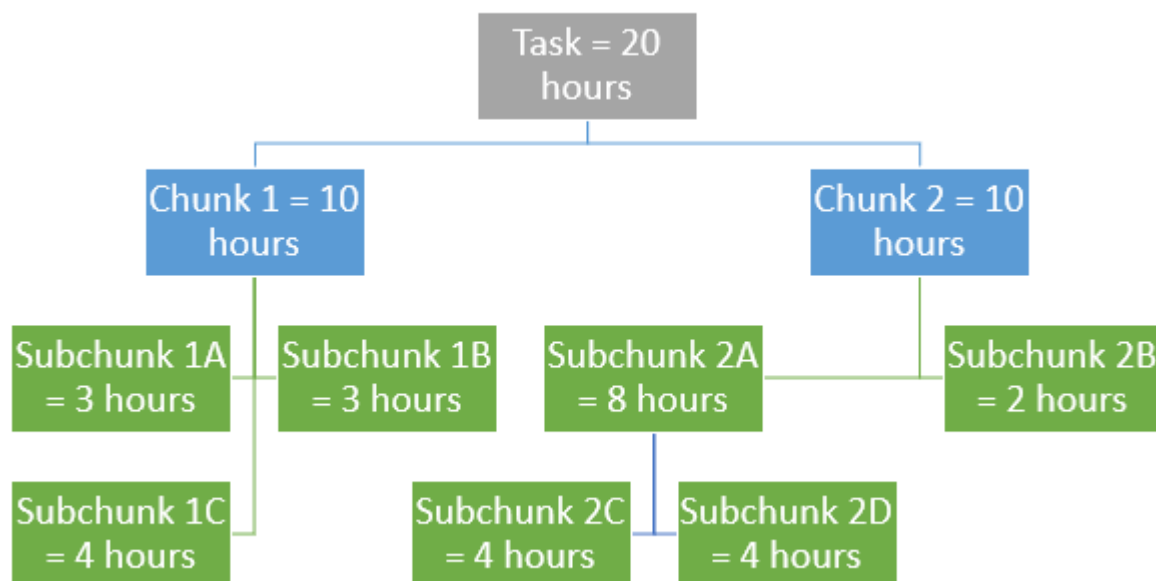 Task = 20
hours
Chunk 1 = 10
hours
Chunk 2 = 10
hours
Subchunk 1A
= 3 hours
Subchunk 1B
= 3 hours
Subchunk 2A
= 8 hours
Subchunk 2B
= 2 hours
Subchunk 1C
= 4 hours
Subchunk 2C
= 4 hours
Subchunk 2D
= 4 hours